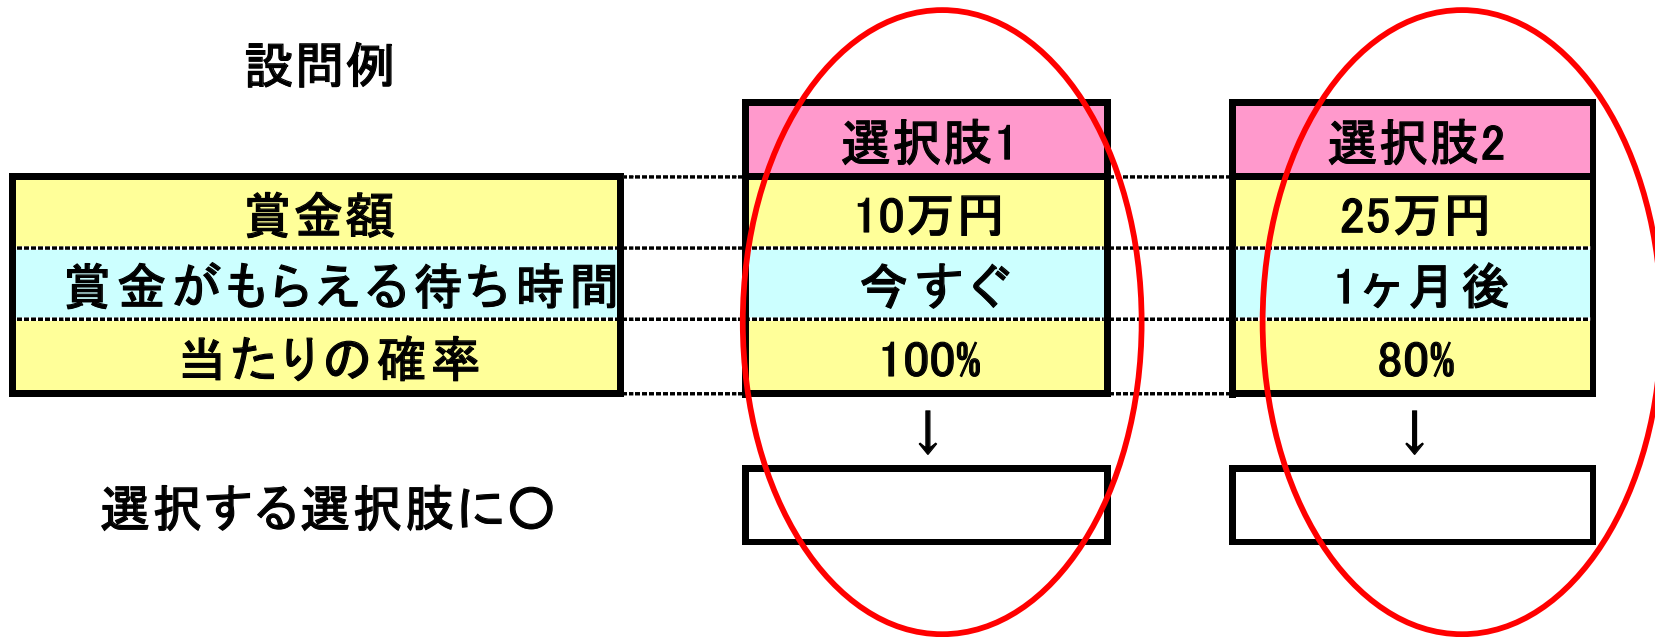 設問例
選択肢1 選択肢2
賞金額 10万円 25万円
賞金がもらえる待ち時間 今すぐ 1ヶ月後
当たりの確率 100% 80%
↓ ↓
選択する選択肢に〇